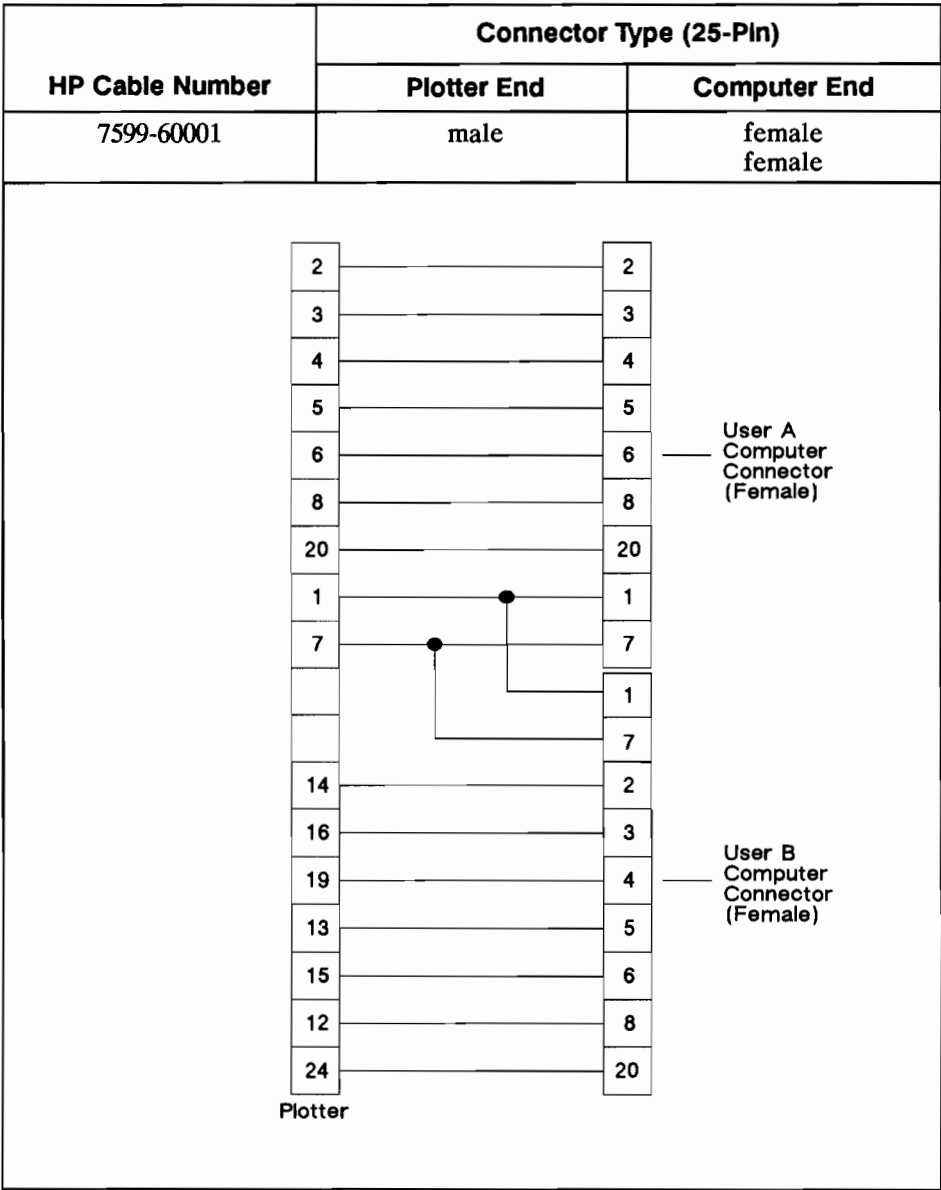 HP Cable Number
Connector Type (25-Pin)
Plotter End
Computer End
7599-60001
male
female
female
2 2
3 3
4 4
5 5
6 6
8 8
20 20
1 1
7 7
1
7
User A
Computer
Connector
(Female)
14 2
16 3
19 4
13 5
15 6
12 8
24 20
User B
Computer
Connector
(Female)
Plotter